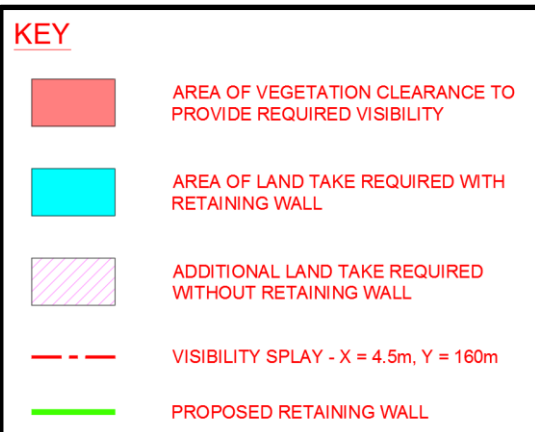 KEY
AREA OF VEGETATION CLEARANCE TO
PROVIDE REQUIRED VISIBILITY
AREA OF LAND TAKE REQUIRED WITH
RETAINING WALL
ADDITIONAL LAND TAKE REQUIRED
WITHOUT RETAINING WALL
VISIBILITY SPLAY - X = 4.5m, Y = 160m
PROPOSED RETAINING WALL